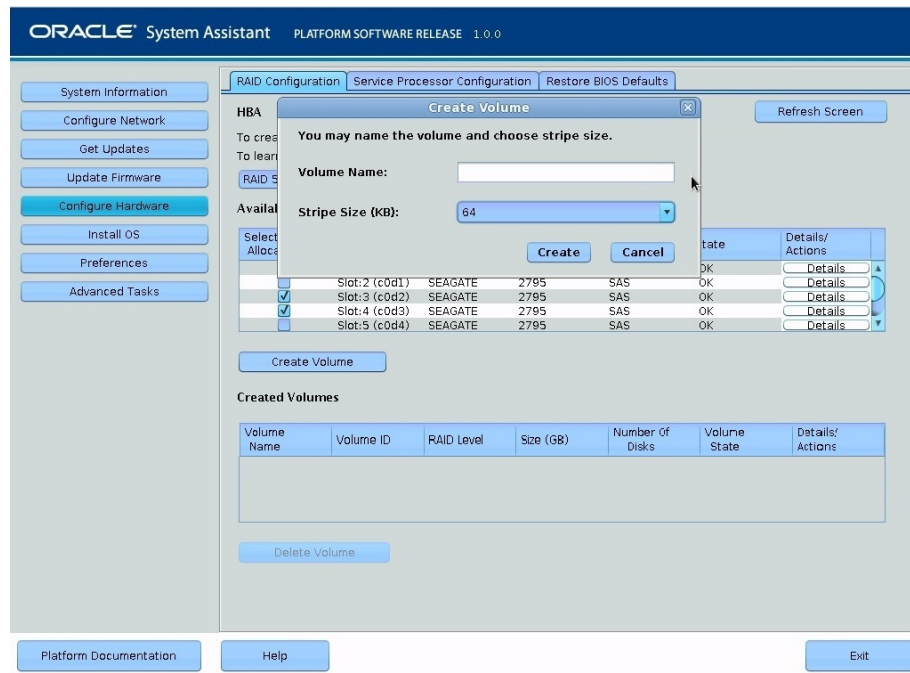 ORACLE System Assistant PLATFORM SOFTWARE RELEASE 1.0.0
System Information
Configure Network
Get Updates
Update Firmware
Configure Hardware
Install OS
Preferences
Advanced Tasks
RAID Configuration Service Processor Configuration Restore BIOS Defaults
HBA
Refresh Screen
To crea
To learn
RAID 5
Availal
Create Volume
You may name the volume and choose stripe size.
Volume Name:
Stripe Size (KB): 64
Create Cancel
Select
Alloca
tate
Details/
Actions
OK Details
Slot:2 (c0d1) SEAGATE 2795 SAS OK Details
Slot:3 (c0d2) SEAGATE 2795 SAS OK Details
Slot:4 (c0d3) SEAGATE 2795 SAS OK Details
Slot:5 (c0d4) SEAGATE 2795 SAS OK Details
Create Volume
Created Volumes
Volume Name
Volume ID
RAID Level
Size (GB)
Number Of Disks
Volume State
Details/ Actions
Delete Volume
Platform Documentation Help Exit